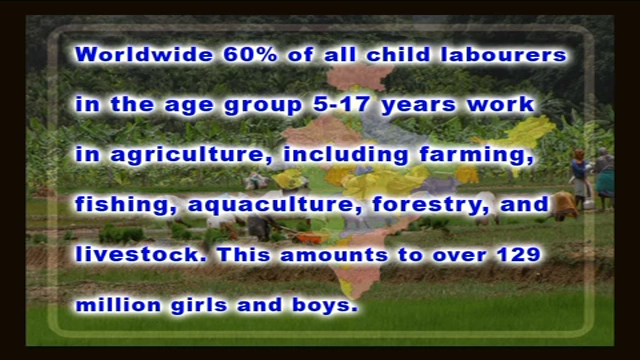 Worldwide 60% of all child labourers
in the age group 5-17 years work
in agriculture, including farming,
fishing, aquaculture, forestry, and
livestock. This amounts to over 129
million girls and boys.